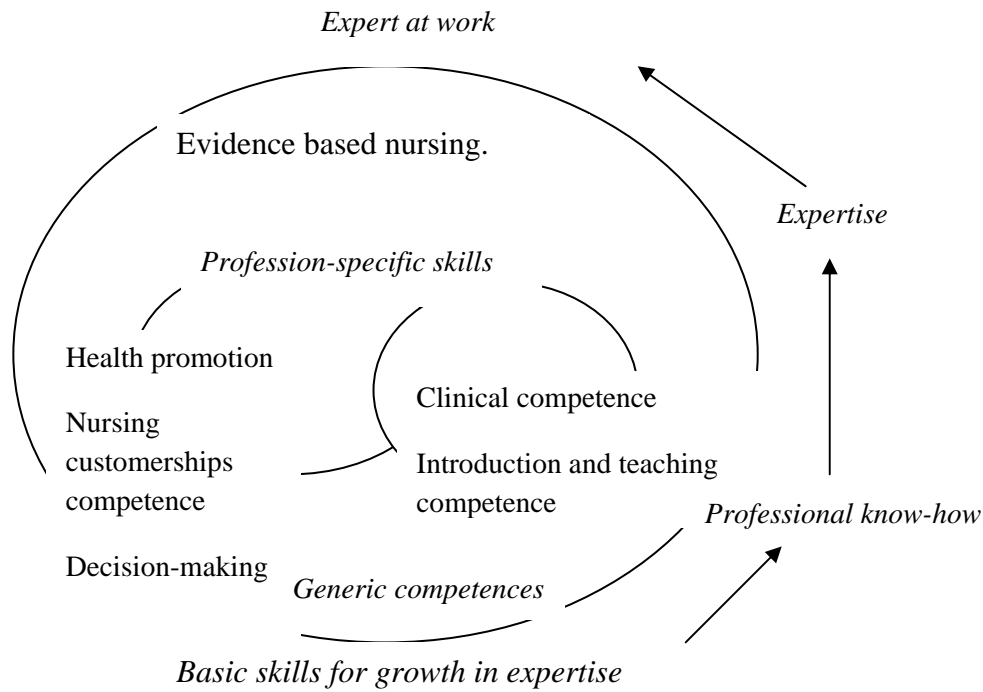 Expert at work
Evidence based nursing.
Expertise
Profession-specific skills
Health promotion
Nursing
customerships
competence
Decision-making
Clinical competence
Introduction and teaching
competence
Professional know-how
Generic competences
Basic skills for growth in expertise